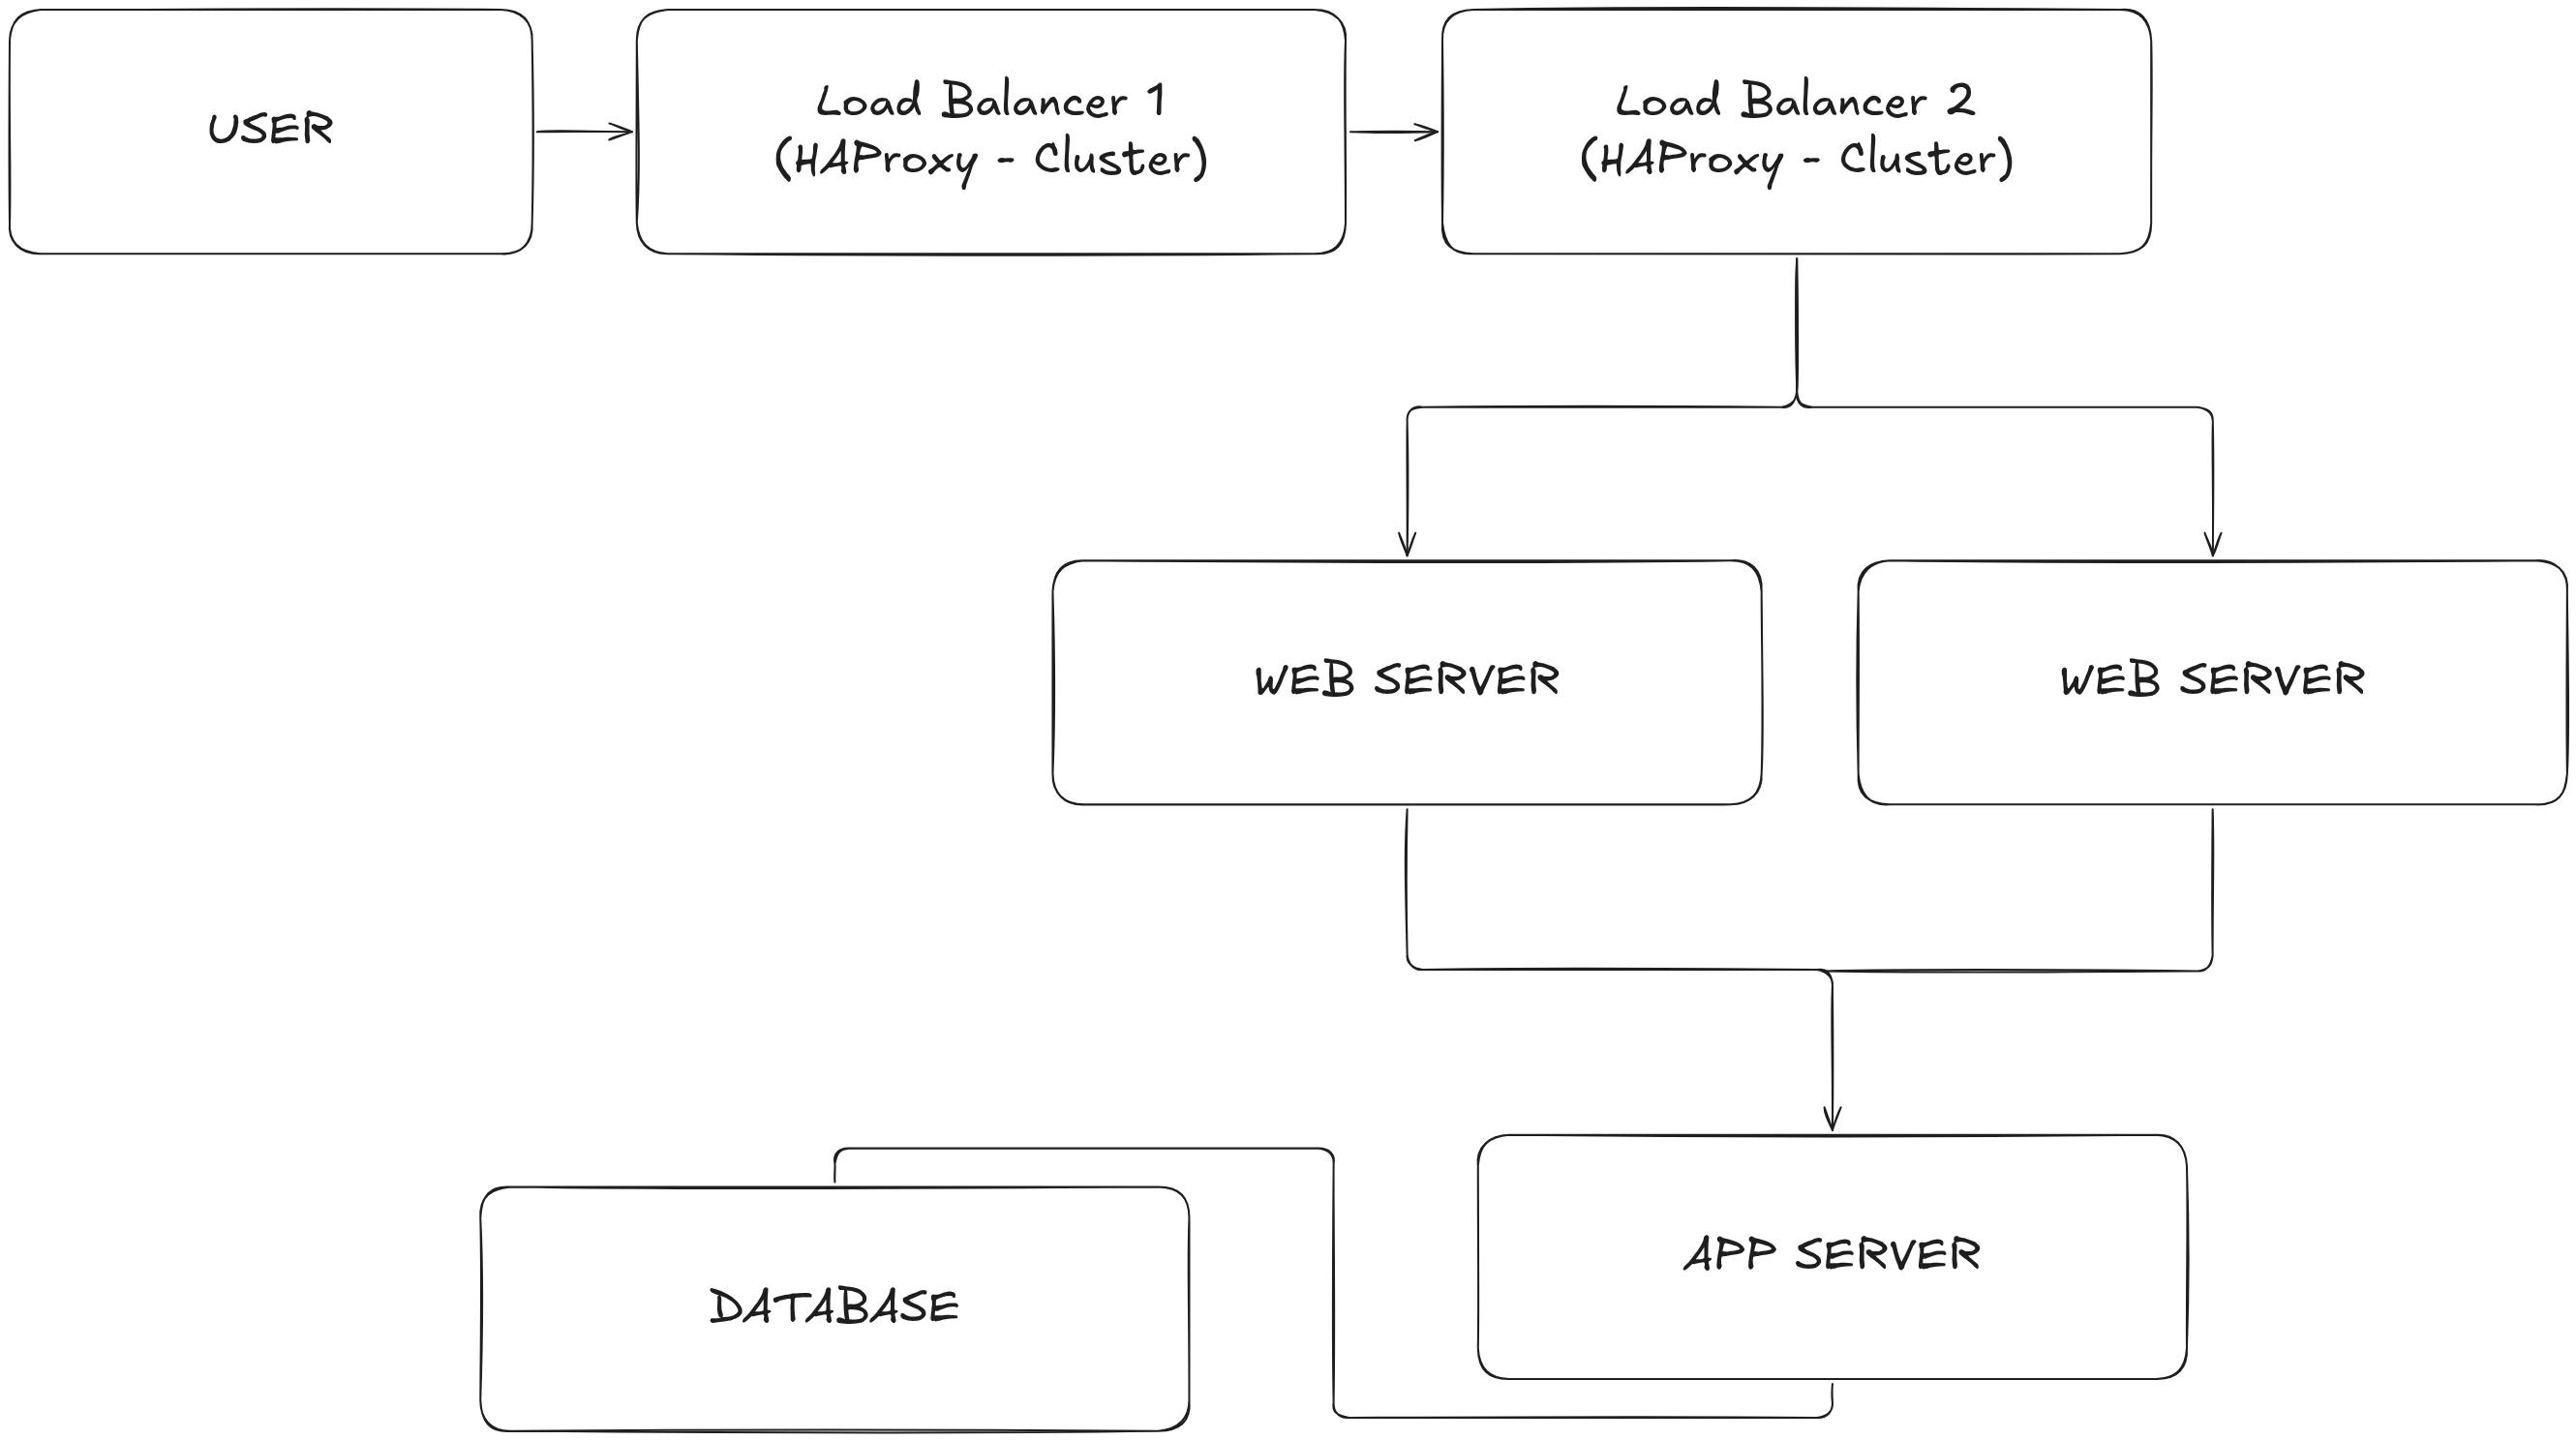 USER
Load Balancer 1
(HAProxy - Cluster)
Load Balancer 2
(HAProxy - Cluster)
WEB SERVER
WEB SERVER
APP SERVER
DATABASE